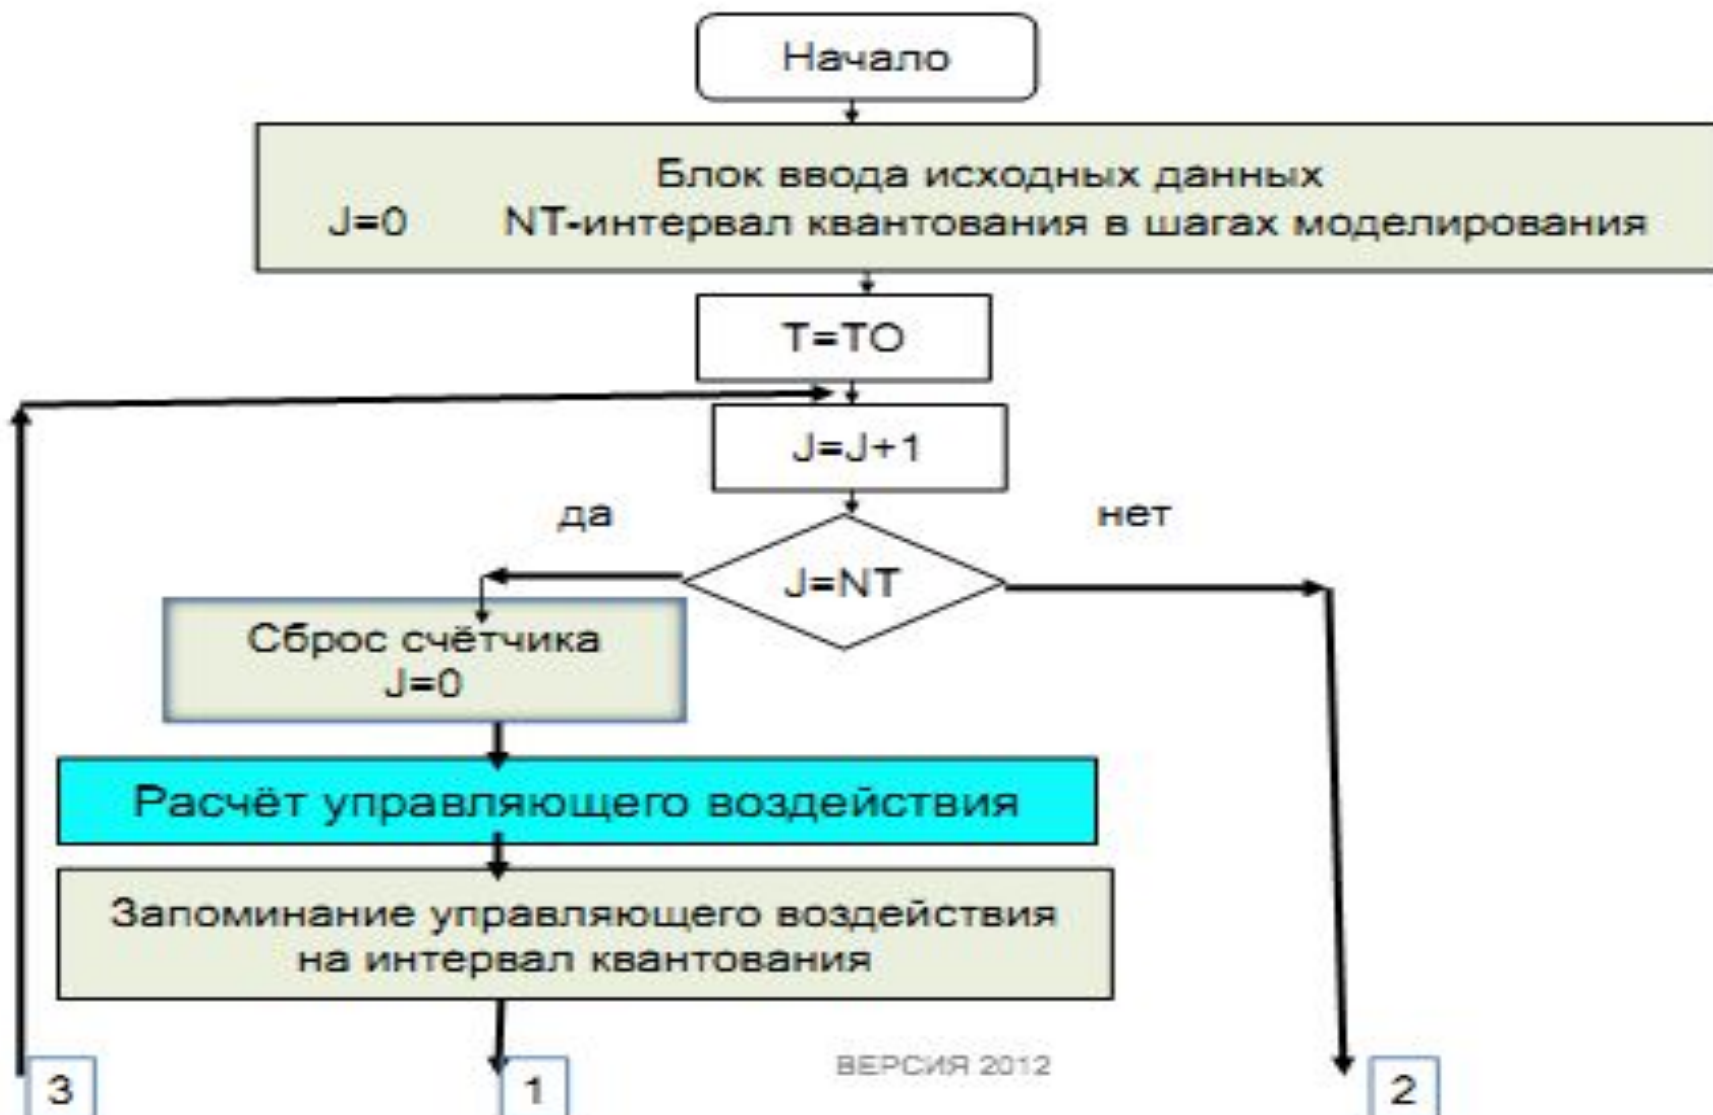 Начало
Блок ввода исходных данных
J=0 NT-интервал квантования в шагах моделирования
T=TO
J=J+1
да
нет
J=NT
Сброс счётчика
J=0
Расчёт управляющего воздействия
Запоминание управляющего воздействия
на интервал квантования
3
1
ВЕРСИЯ 2012
2